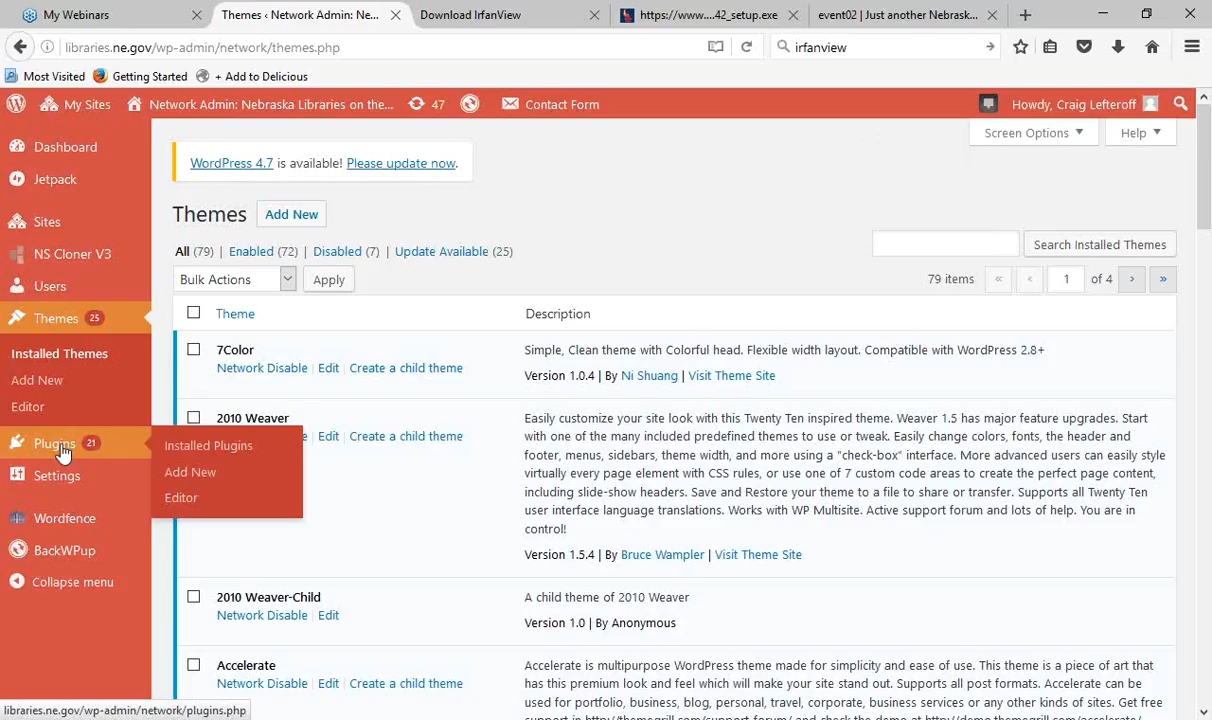 My Webinars
Themes ‹ Network Admin: Ne...
Download IrfanView
https://www....42_setup.exe
event02 | Just another Nebrask...
libraries.ne.gov/wp-admin/network/themes.php
irfanview
Most Visited
Getting Started
+ Add to Delicious
My Sites
Network Admin: Nebraska Libraries on the...
47
Contact Form
Howdy, Craig Lefteroff
Dashboard
Jetpack
Sites
NS Cloner V3
Users
Themes 25
Installed Themes
Add New
Editor
Plugins 21
Settings
Wordfence
BackWPup
Collapse menu
Installed Plugins
Add New
Editor
Screen Options
Help
WordPress 4.7 is available! Please update now.
Themes Add New
All (79) | Enabled (72) | Disabled (7) | Update Available (25)
Search Installed Themes
Bulk Actions
Apply
79 items « ‹ 1 of 4 › »
Theme
Description
7Color
Network Disable | Edit | Create a child theme
Simple, Clean theme with Colorful head. Flexible width layout. Compatible with WordPress 2.8+
Version 1.0.4 | By Ni Shuang | Visit Theme Site
2010 Weaver
| Edit | Create a child theme
Easily customize your site look with this Twenty Ten inspired theme. Weaver 1.5 has major feature upgrades. Start
with one of the many included predefined themes to use or tweak. Easily change colors, fonts, the header and
footer, menus, sidebars, theme width, and more using a "check-box" interface. More advanced users can easily style
virtually every page element with CSS rules, or use one of 7 custom code areas to create the perfect page content,
including slide-show headers. Save and Restore your theme to a file to share or transfer. Supports all Twenty Ten
user interface language translations. Works with WP Multisite. Active support forum and lots of help. You are in
control!
Version 1.5.4 | By Bruce Wampler | Visit Theme Site
2010 Weaver-Child
Network Disable | Edit
A child theme of 2010 Weaver
Version 1.0 | By Anonymous
Accelerate
Network Disable | Edit | Create a child theme
Accelerate is multipurpose WordPress theme made for simplicity and ease of use. This theme is a piece of art that
has this premium look and feel which will make your site stand out. Supports all post formats. Accelerate can be
used for portfolio, business, blog, personal, travel, corporate, business services or any other kinds of sites. Get free
support in http://themegrill.com/support-forum/ and check the demo at http://demo.themegrill.com/accelerate/
libraries.ne.gov/wp-admin/network/plugins.php